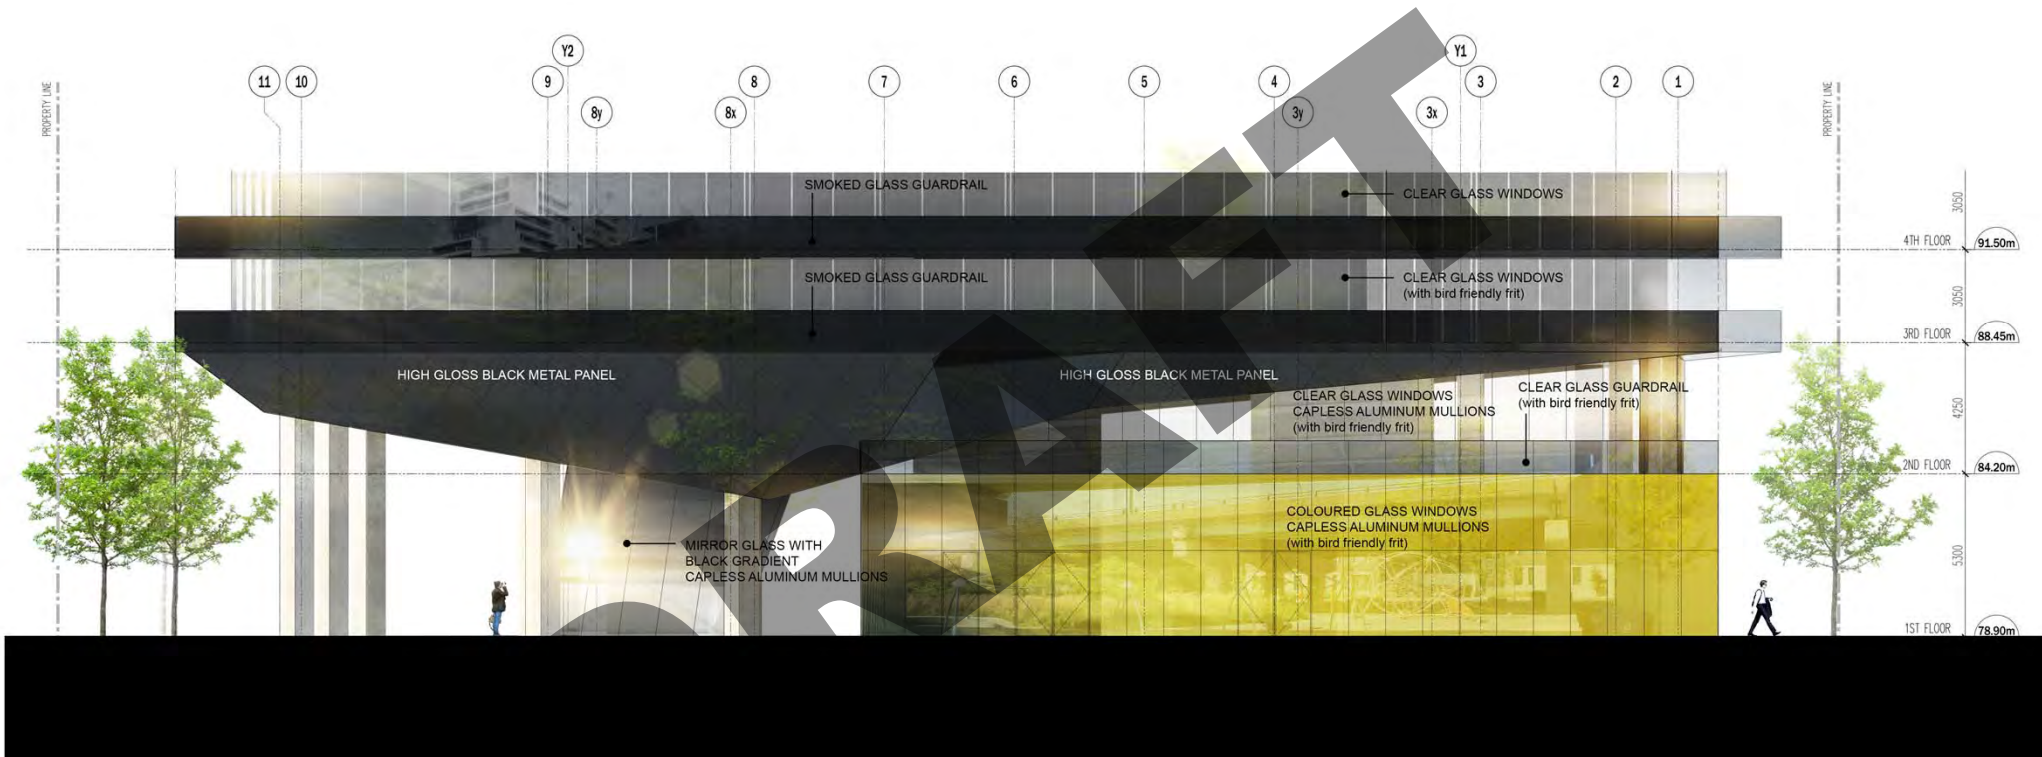 Y2
Y1
11
10
9
8
7
6
5
4
3
2
1
8y
8x
3y
3x
PROPERTY LINE
PROPERTY LINE
SMOKED GLASS GUARDRAIL
CLEAR GLASS WINDOWS
3050
4TH FLOOR
91.50m
SMOKED GLASS GUARDRAIL
CLEAR GLASS WINDOWS
(with bird friendly frit)
3050
3RD FLOOR
88.45m
HIGH GLOSS BLACK METAL PANEL
HIGH GLOSS BLACK METAL PANEL
CLEAR GLASS WINDOWS
CAPLESS ALUMINUM MULLIONS
(with bird friendly frit)
CLEAR GLASS GUARDRAIL
(with bird friendly frit)
4250
2ND FLOOR
84.20m
COLOURED GLASS WINDOWS
CAPLESS ALUMINUM MULLIONS
(with bird friendly frit)
MIRROR GLASS WITH
BLACK GRADIENT
CAPLESS ALUMINUM MULLIONS
5300
1ST FLOOR
78.90m
DRAFT